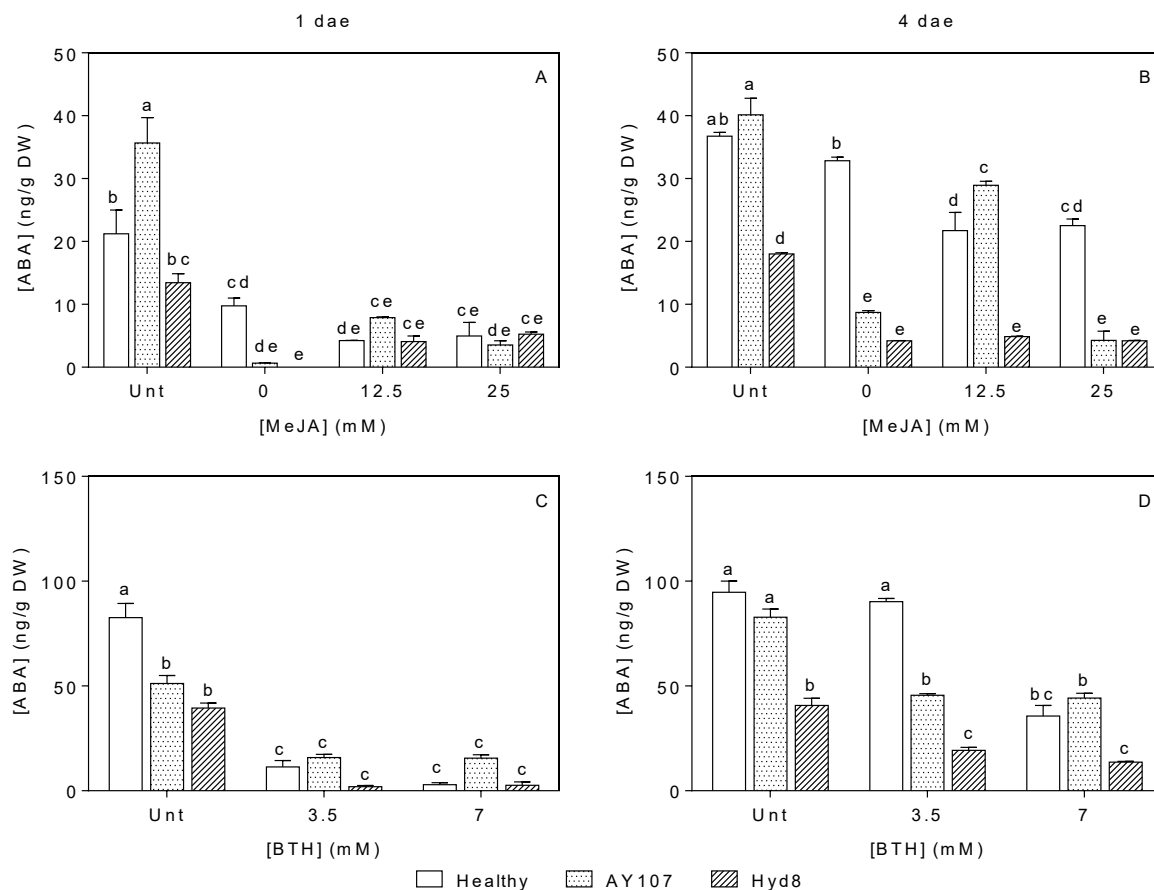 1 dae
4 dae
A
[ABA] (ng/g DW)
50
40
30
20
10
0
b
a
bc
cd
de
e
de
ce
ce
ce
de
ce
Unt
0
12.5
25
[MeJA] (mM)
B
[ABA] (ng/g DW)
50
40
30
20
10
0
ab
a
d
b
e
e
d
c
e
cd
e
e
Unt
0
12.5
25
[MeJA] (mM)
C
[ABA] (ng/g DW)
150
100
50
0
a
b
b
c
c
c
c
c
c
Unt
3.5
7
[BTH] (mM)
D
[ABA] (ng/g DW)
150
100
50
0
a
a
b
a
b
c
bc
b
c
Unt
3.5
7
[BTH] (mM)
Healthy
AY107
Hyd8